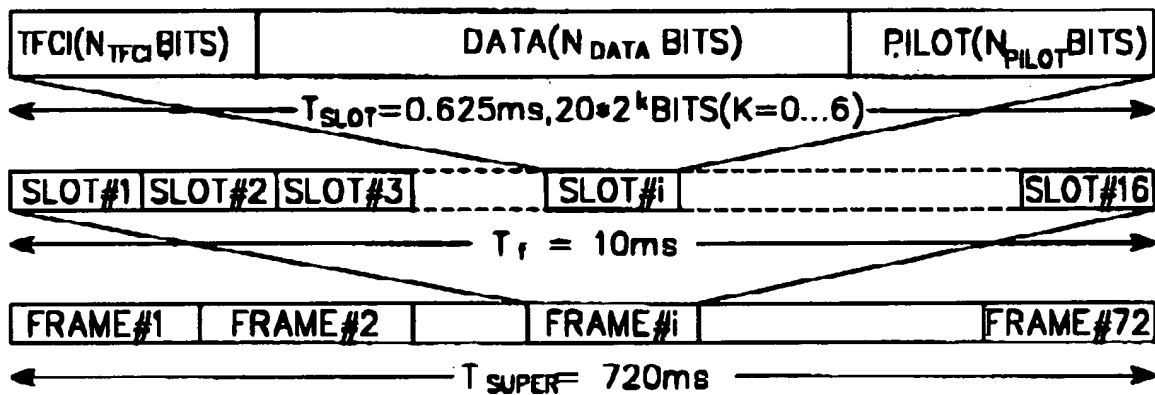 TFCI(N_TFCI BITS) DATA(N_DATA BITS) PILOT(N_PILOT BITS)
T_SLOT=0.625ms,20*2^k BITS(K=0...6)
SLOT#1 SLOT#2 SLOT#3 SLOT#i SLOT#16
T_f = 10ms
FRAME#1 FRAME#2 FRAME#i FRAME#72
T_SUPER= 720ms